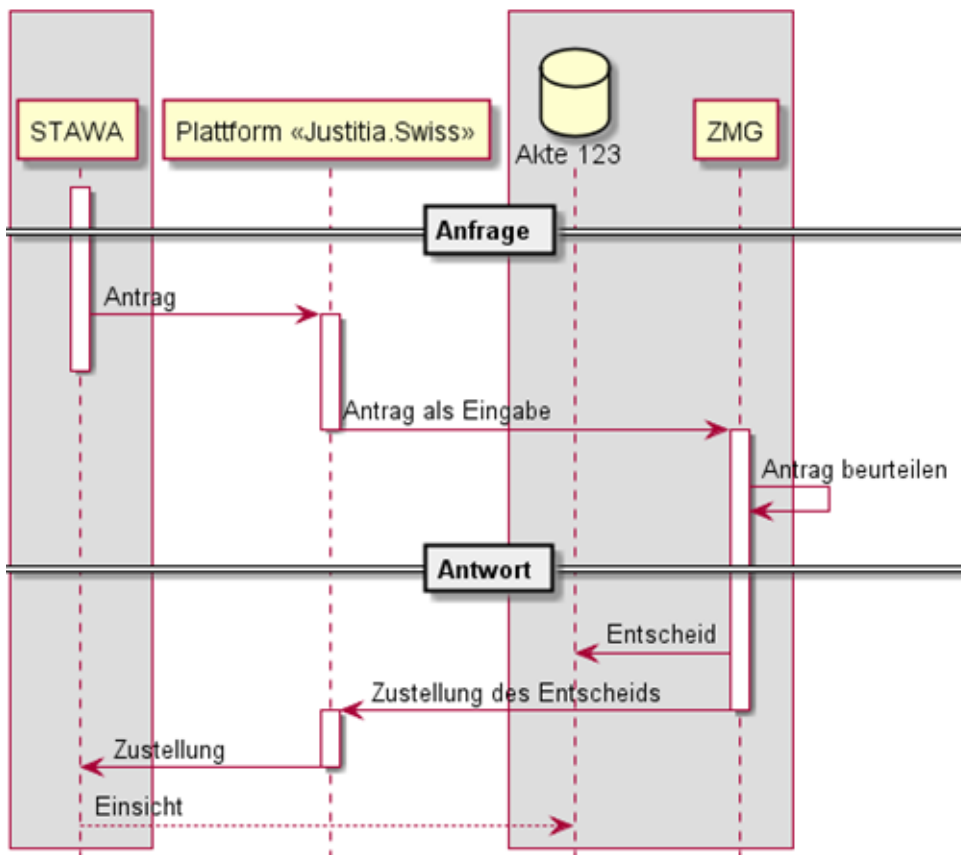 STAWA
Plattform «Justitia.Swiss»
Akte 123
ZMG
Anfrage
Antrag
Antrag als Eingabe
Antrag beurteilen
Antwort
Entscheid
Zustellung des Entscheids
Zustellung
Einsicht